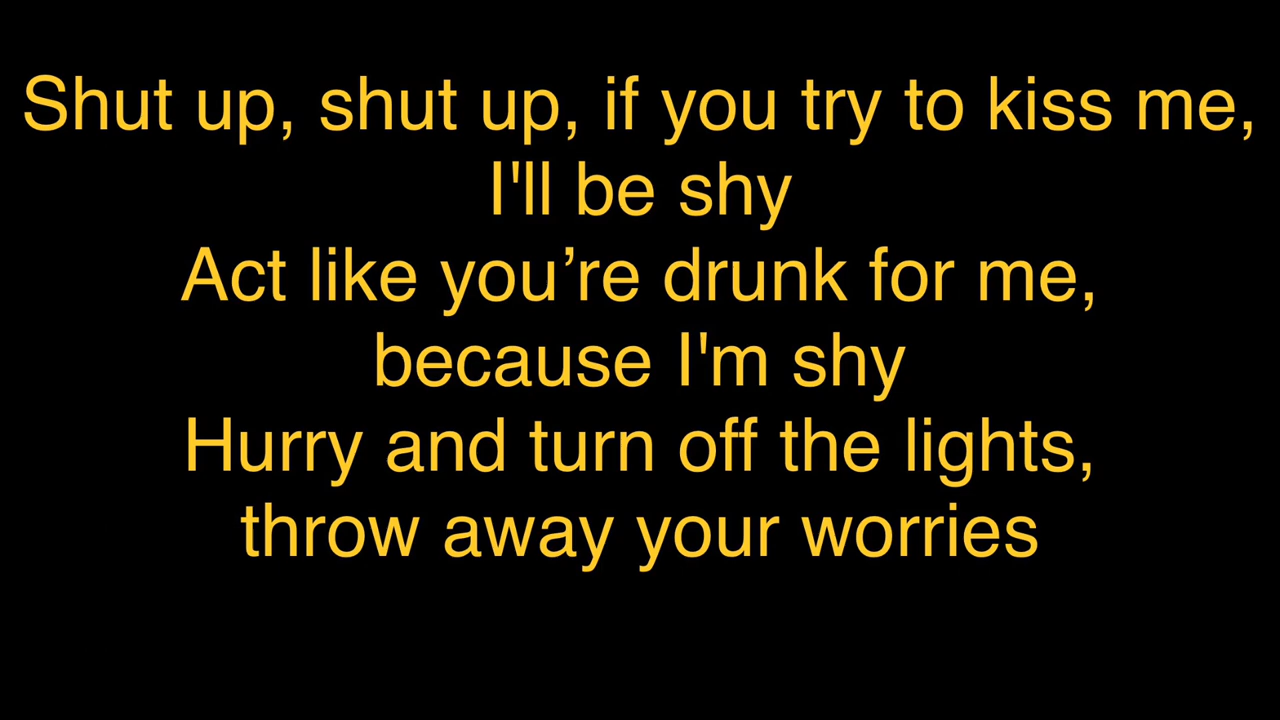 Shut up, shut up, if you try to kiss me,
I'll be shy
Act like you’re drunk for me,
because I'm shy
Hurry and turn off the lights,
throw away your worries